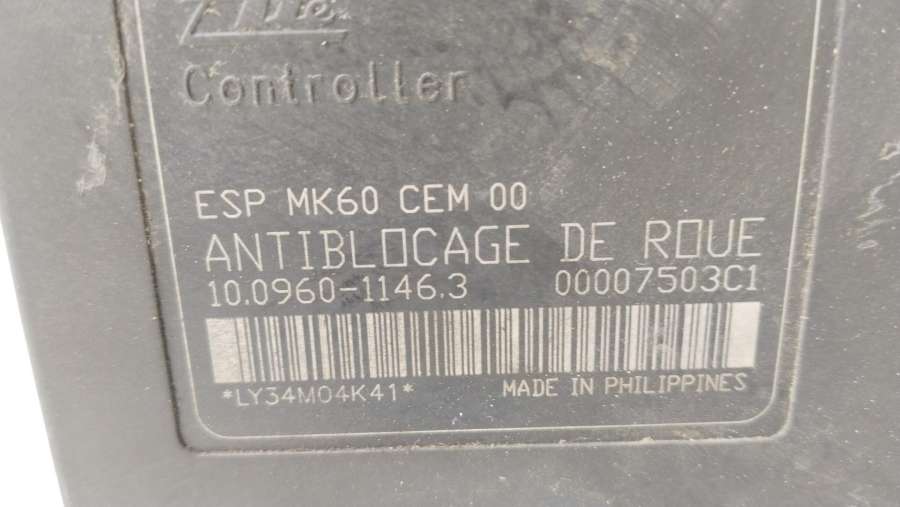 Controller
ESP MK60 CEM 00
ANTIBLOCAGE DE ROUE
10.0960-1146.3 00007503C1
*LY34M04K41*
MADE IN PHILIPPINES